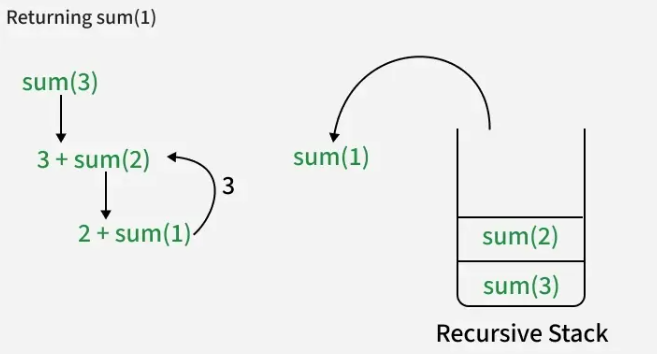 Returning sum(1)
sum(3)
3 + sum(2)
3
2 + sum(1)
sum(1)
sum(2)
sum(3)
Recursive Stack